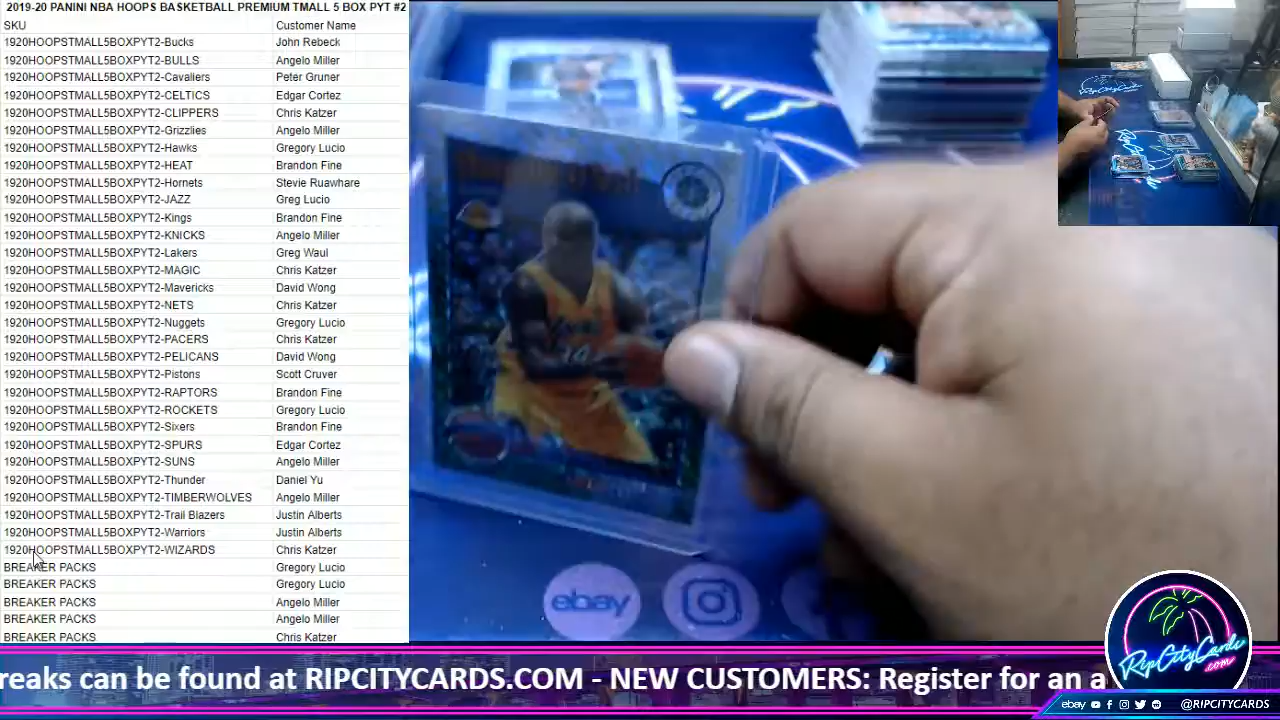 2019-20 PANINI NBA HOOPS BASKETBALL PREMIUM TMALL 5 BOX PYT #2
SKU Customer Name
1920HOOPSTMALL5BOXPYT2-Bucks John Rebeck
1920HOOPSTMALL5BOXPYT2-BULLS Angelo Miller
1920HOOPSTMALL5BOXPYT2-Cavaliers Peter Gruner
1920HOOPSTMALL5BOXPYT2-CELTICS Edgar Cortez
1920HOOPSTMALL5BOXPYT2-CLIPPERS Chris Katzer
1920HOOPSTMALL5BOXPYT2-Grizzlies Angelo Miller
1920HOOPSTMALL5BOXPYT2-Hawks Gregory Lucio
1920HOOPSTMALL5BOXPYT2-HEAT Brandon Fine
1920HOOPSTMALL5BOXPYT2-Hornets Stevie Ruawhare
1920HOOPSTMALL5BOXPYT2-JAZZ Greg Lucio
1920HOOPSTMALL5BOXPYT2-Kings Brandon Fine
1920HOOPSTMALL5BOXPYT2-KNICKS Angelo Miller
1920HOOPSTMALL5BOXPYT2-Lakers Greg Waul
1920HOOPSTMALL5BOXPYT2-MAGIC Chris Katzer
1920HOOPSTMALL5BOXPYT2-Mavericks David Wong
1920HOOPSTMALL5BOXPYT2-NETS Chris Katzer
1920HOOPSTMALL5BOXPYT2-Nuggets Gregory Lucio
1920HOOPSTMALL5BOXPYT2-PACERS Chris Katzer
1920HOOPSTMALL5BOXPYT2-PELICANS David Wong
1920HOOPSTMALL5BOXPYT2-Pistons Scott Cruver
1920HOOPSTMALL5BOXPYT2-RAPTORS Brandon Fine
1920HOOPSTMALL5BOXPYT2-ROCKETS Gregory Lucio
1920HOOPSTMALL5BOXPYT2-Sixers Brandon Fine
1920HOOPSTMALL5BOXPYT2-SPURS Edgar Cortez
1920HOOPSTMALL5BOXPYT2-SUNS Angelo Miller
1920HOOPSTMALL5BOXPYT2-Thunder Daniel Yu
1920HOOPSTMALL5BOXPYT2-TIMBERWOLVES Angelo Miller
1920HOOPSTMALL5BOXPYT2-Trail Blazers Justin Alberts
1920HOOPSTMALL5BOXPYT2-Warriors Justin Alberts
1920HOOPSTMALL5BOXPYT2-WIZARDS Chris Katzer
BREAKER PACKS Gregory Lucio
BREAKER PACKS Gregory Lucio
BREAKER PACKS Angelo Miller
BREAKER PACKS Angelo Miller
BREAKER PACKS Chris Katzer
ebay
reaks can be found at RIPCITYCARDS.COM - NEW CUSTOMERS: Register for an a
RipCityCards
.com
ebay @RIPCITYCARDS